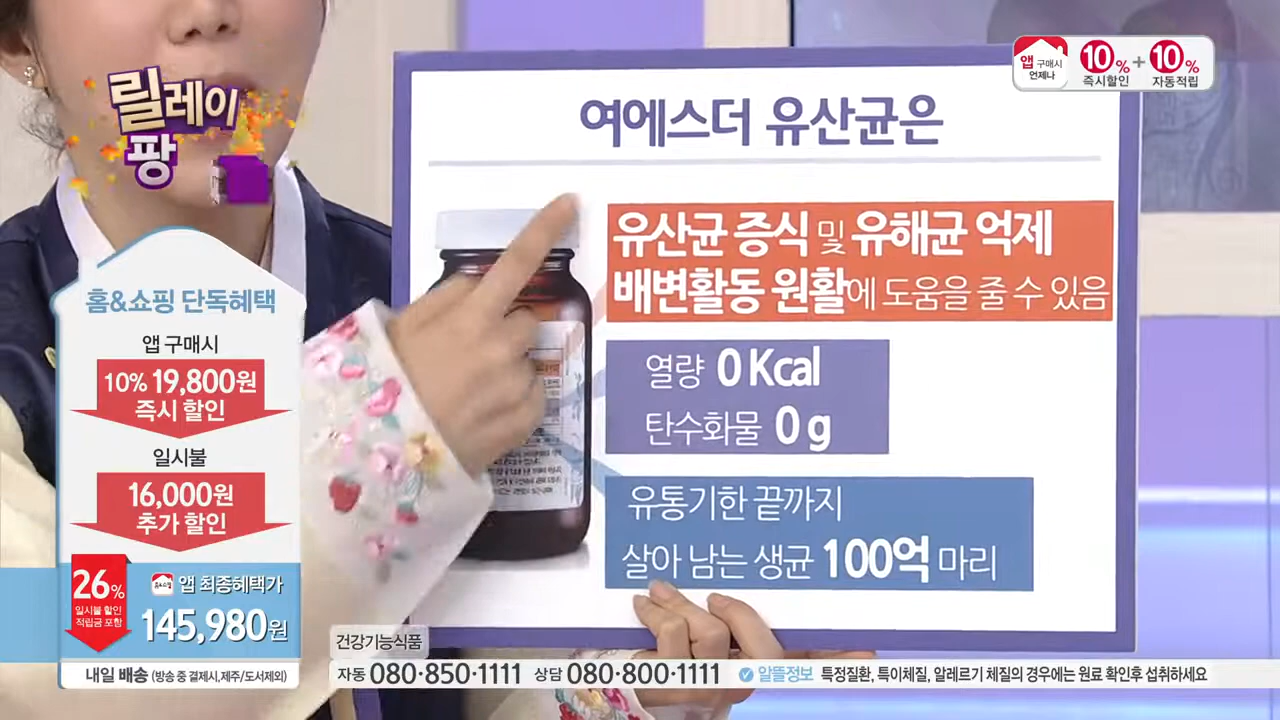 릴레이
팡
홈&쇼핑 단독혜택
앱 구매시
10% 19,800원
즉시 할인
일시불
16,000원
추가 할인
26%
일시불 할인
적립금 포함
앱 최종혜택가
145,980원
내일 배송 (방송 중 결제시,제주/도서제외)
앱 구매시
언제나
10%
즉시할인
+
10%
자동적립
여에스더 유산균은
유산균 증식 및 유해균 억제
배변활동 원활에 도움을 줄 수 있음
열량 0 Kcal
탄수화물 0 g
유통기한 끝까지
살아 남는 생균 100억 마리
건강기능식품
자동 080·850·1111 상담 080·800·1111
알뜰정보 특정질환, 특이체질, 알레르기 체질의 경우에는 원료 확인후 섭취하세요